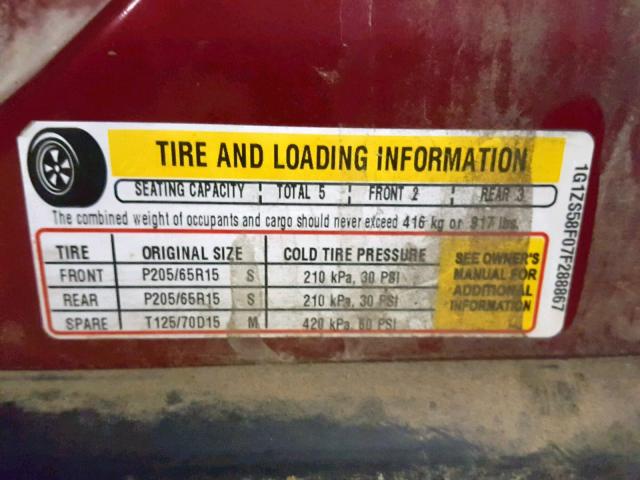 TIRE AND LOADING INFORMATION
SEATING CAPACITY TOTAL 5 FRONT 2 REAR 3
The combined weight of occupants and cargo should never exceed 416 kg or 917 lbs.
TIRE ORIGINAL SIZE COLD TIRE PRESSURE
FRONT P205/65R15 S 210 kPa, 30 PSI
REAR P205/65R15 S 210 kPa, 30 PSI
SPARE T125/70D15 M 420 kPa, 60 PSI
SEE OWNER'S
MANUAL FOR
ADDITIONAL
INFORMATION
1G1ZS58F07F288867